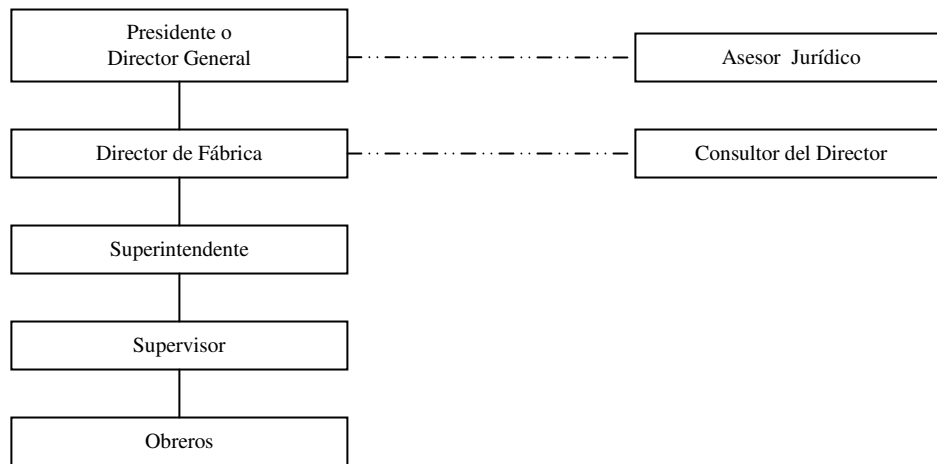 Presidente o
Director General
Asesor Jurídico
Director de Fábrica
Consultor del Director
Superintendente
Supervisor
Obreros